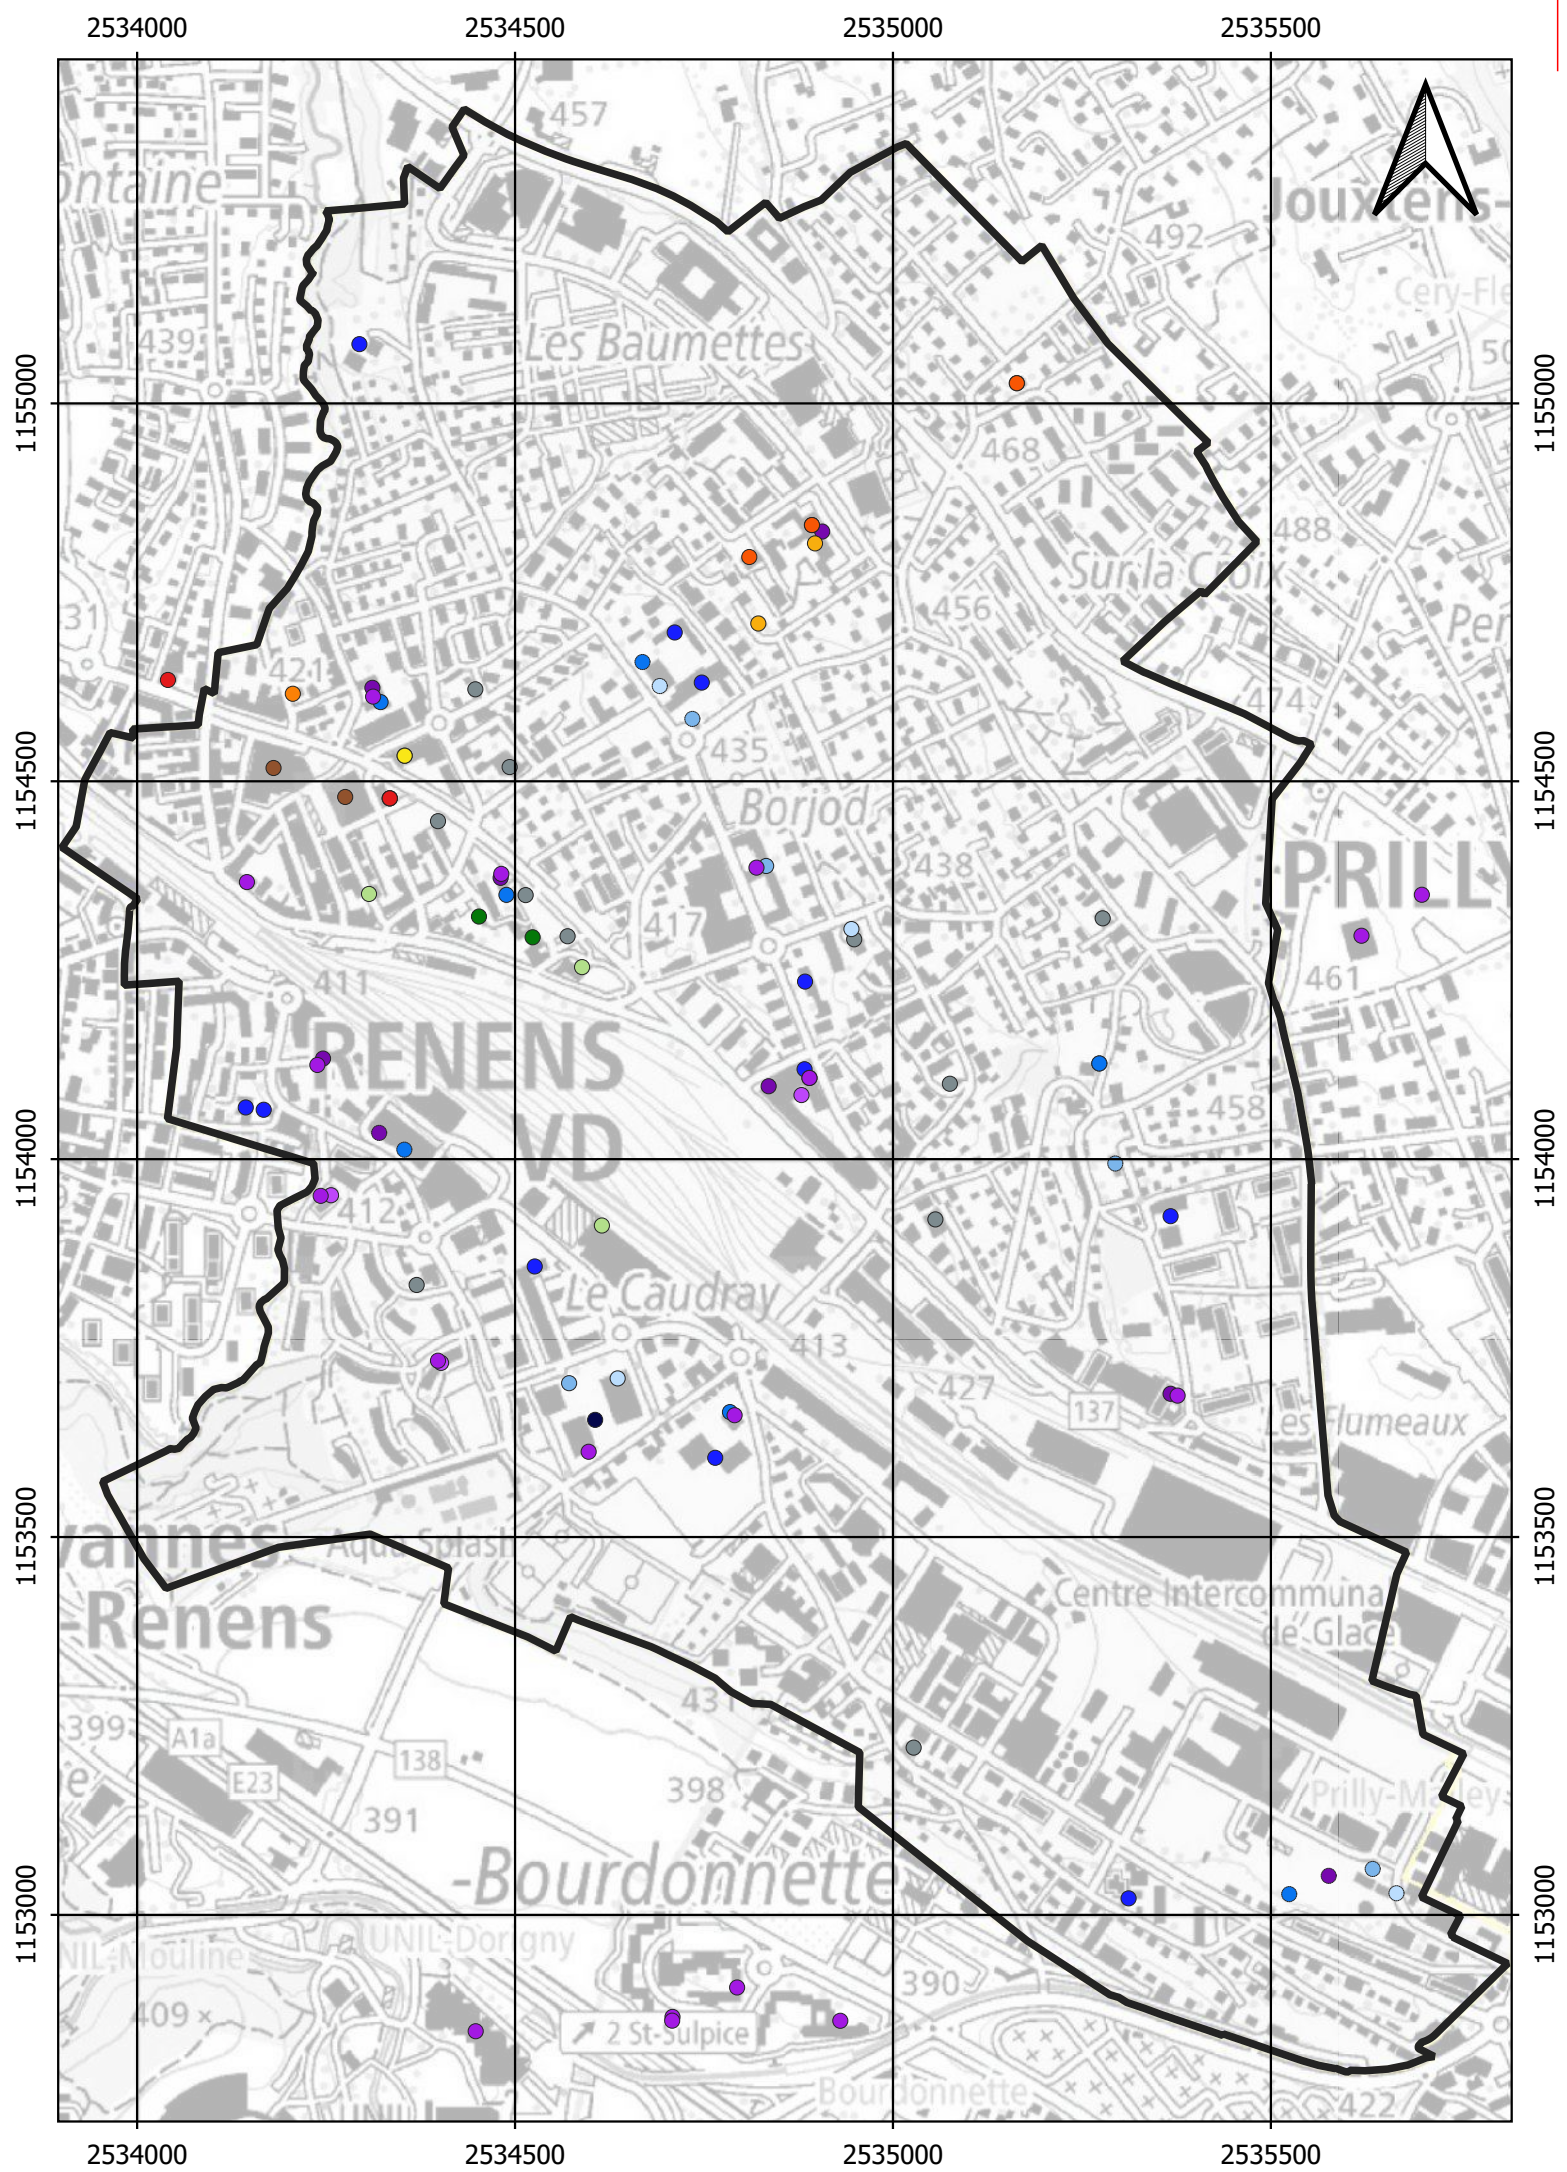 2534000 2534500 2535000 2535500
457
ontaine
Jouxtens-
492
Cery-Fle
439
Les Baumettes
50
1155000 1155000
468
488
Sur la Croix
31
456
Per
421
474
435
1154500 1154500
Borjod
438
PRILLY
417
461
411
RENENS
VD
458
1154000 1154000
412
Le Caudray
413
427
137
Les Flumeaux
1153500 1153500
vannes
-Renens
Aqua Splash
Centre Intercommuna
de Glace
431
399
A1a
138
E23
398
Prilly-Malley
391
-Bourdonnette
1153000 1153000
NIL-Mouline
UNIL-Dorigny
390
409
2 St-Sulpice
Bourdonnette
422
UNIL
2534000 2534500 2535000 2535500